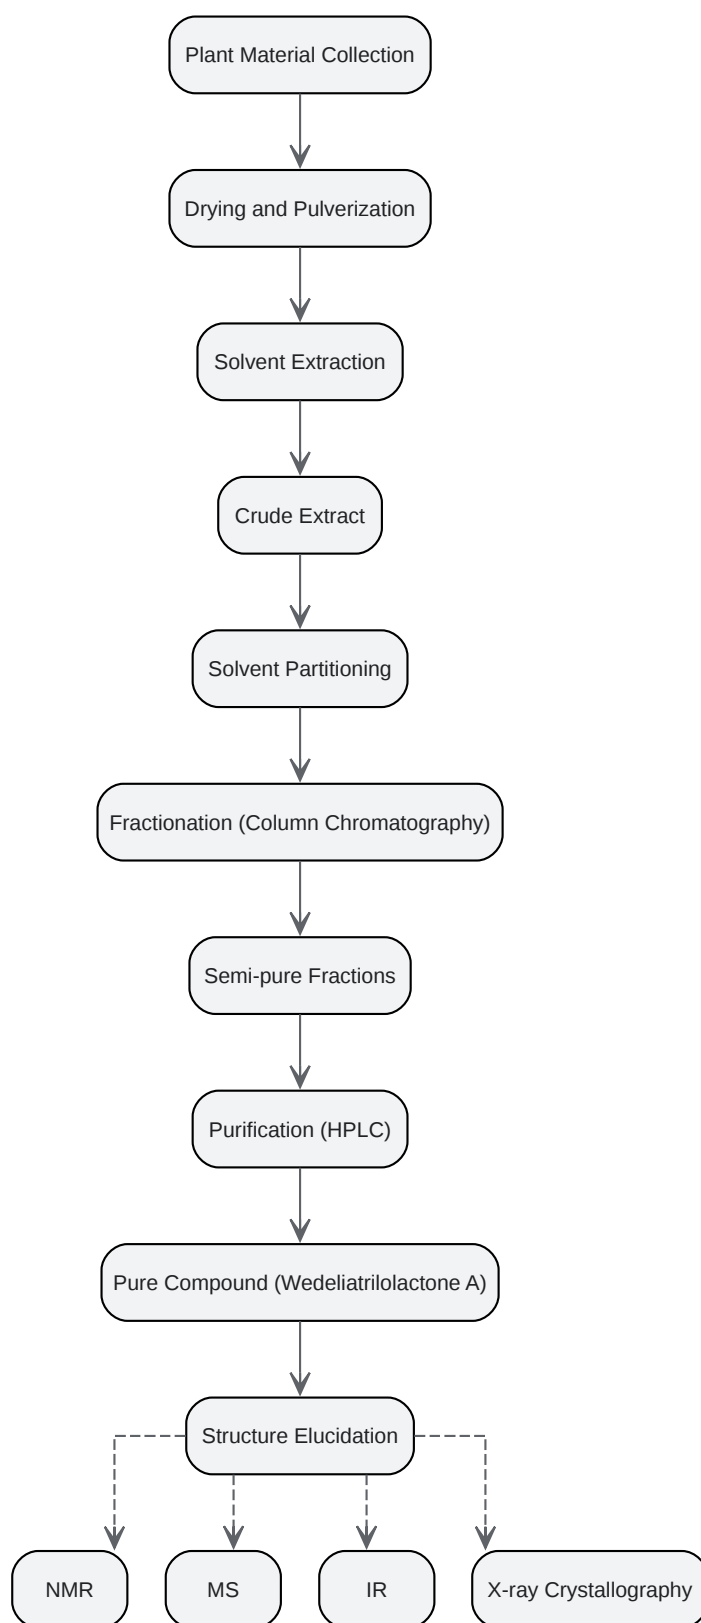 Plant Material Collection
Drying and Pulverization
Solvent Extraction
Crude Extract
Solvent Partitioning
Fractionation (Column Chromatography)
Semi-pure Fractions
Purification (HPLC)
Pure Compound (Wedeliatrilolactone A)
Structure Elucidation
NMR
MS
IR
X-ray Crystallography